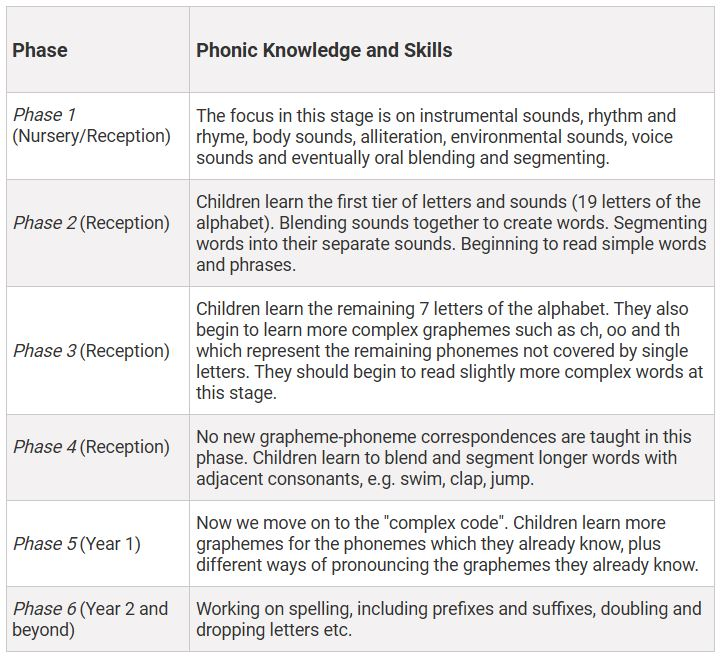 Phase
Phonic Knowledge and Skills
Phase 1
(Nursery/Reception)
The focus in this stage is on instrumental sounds, rhythm and
rhyme, body sounds, alliteration, environmental sounds, voice
sounds and eventually oral blending and segmenting.
Phase 2 (Reception)
Children learn the first tier of letters and sounds (19 letters of the
alphabet). Blending sounds together to create words. Segmenting
words into their separate sounds. Beginning to read simple words
and phrases.
Phase 3 (Reception)
Children learn the remaining 7 letters of the alphabet. They also
begin to learn more complex graphemes such as ch, oo and th
which represent the remaining phonemes not covered by single
letters. They should begin to read slightly more complex words at
this stage.
Phase 4 (Reception)
No new grapheme-phoneme correspondences are taught in this
phase. Children learn to blend and segment longer words with
adjacent consonants, e.g. swim, clap, jump.
Phase 5 (Year 1)
Now we move on to the "complex code". Children learn more
graphemes for the phonemes which they already know, plus
different ways of pronouncing the graphemes they already know.
Phase 6 (Year 2 and
beyond)
Working on spelling, including prefixes and suffixes, doubling and
dropping letters etc.